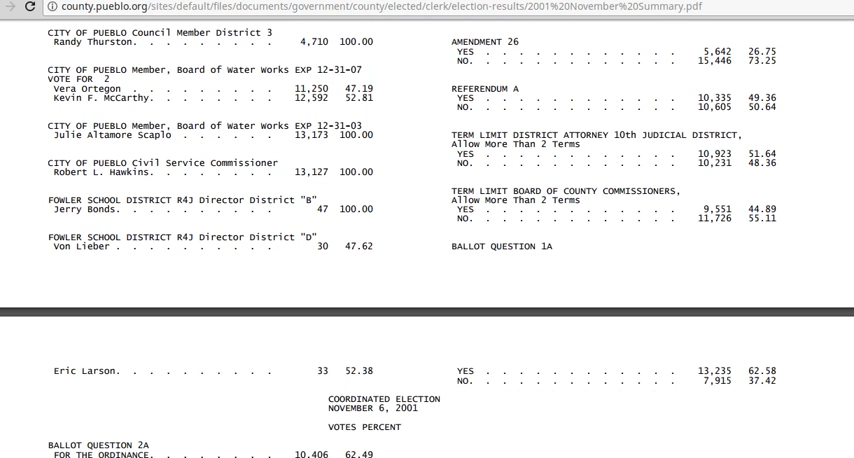 county.pueblo.org/sites/default/files/documents/government/county/elected/clerk/election-results/2001%20November%20Summary.pdf
CITY OF PUEBLO Council Member District 3
Randy Thurston. . . . . . . . 4,710 100.00
CITY OF PUEBLO Member, Board of Water Works EXP 12-31-07
VOTE FOR 2
Vera Ortegon . . . . . . . . 11,250 47.19
Kevin F. McCarthy. . . . . . . 12,592 52.81
CITY OF PUEBLO Member, Board of Water Works EXP 12-31-03
Julie Altamore Scaplo . . . . . 13,173 100.00
CITY OF PUEBLO Civil Service Commissioner
Robert L. Hawkins. . . . . . . 13,127 100.00
FOWLER SCHOOL DISTRICT R4J Director District "B"
Jerry Bonds. . . . . . . . . 47 100.00
FOWLER SCHOOL DISTRICT R4J Director District "D"
Von Lieber . . . . . . . . . 30 47.62
AMENDMENT 26
YES . . . . . . . . . . . . 5,642 26.75
NO. . . . . . . . . . . . . 15,446 73.25
REFERENDUM A
YES . . . . . . . . . . . . 10,335 49.36
NO. . . . . . . . . . . . . 10,605 50.64
TERM LIMIT DISTRICT ATTORNEY 10th JUDICIAL DISTRICT,
Allow More Than 2 Terms
YES . . . . . . . . . . . . 10,923 51.64
NO. . . . . . . . . . . . . 10,231 48.36
TERM LIMIT BOARD OF COUNTY COMMISSIONERS,
Allow More Than 2 Terms
YES . . . . . . . . . . . . 9,551 44.89
NO. . . . . . . . . . . . . 11,726 55.11
BALLOT QUESTION 1A
Eric Larson. . . . . . . . . 33 52.38
YES . . . . . . . . . . . . 13,235 62.58
NO. . . . . . . . . . . . . 7,915 37.42
COORDINATED ELECTION
NOVEMBER 6, 2001
VOTES PERCENT
BALLOT QUESTION 2A
FOR THE ORDINANCE. . . . . . . 10,406 62.49